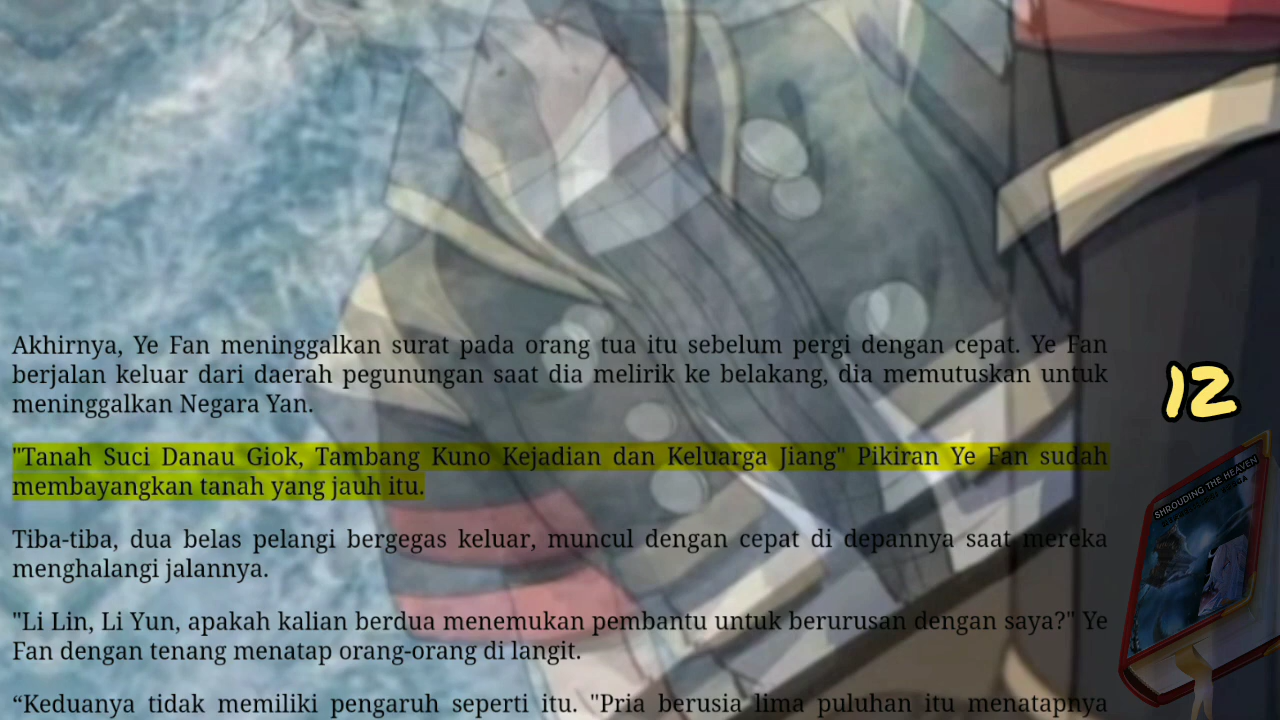 Akhirnya, Ye Fan meninggalkan surat pada orang tua itu sebelum pergi dengan cepat. Ye Fan
berjalan keluar dari daerah pegunungan saat dia melirik ke belakang, dia memutuskan untuk
meninggalkan Negara Yan.
"Tanah Suci Danau Giok, Tambang Kuno Kejadian dan Keluarga Jiang" Pikiran Ye Fan sudah
membayangkan tanah yang jauh itu.
Tiba-tiba, dua belas pelangi bergegas keluar, muncul dengan cepat di depannya saat mereka
menghalangi jalannya.
"Li Lin, Li Yun, apakah kalian berdua menemukan pembantu untuk berurusan dengan saya?" Ye
Fan dengan tenang menatap orang-orang di langit.
“Keduanya tidak memiliki pengaruh seperti itu. "Pria berusia lima puluhan itu menatapnya
12
SHROUDING THE HEAVEN